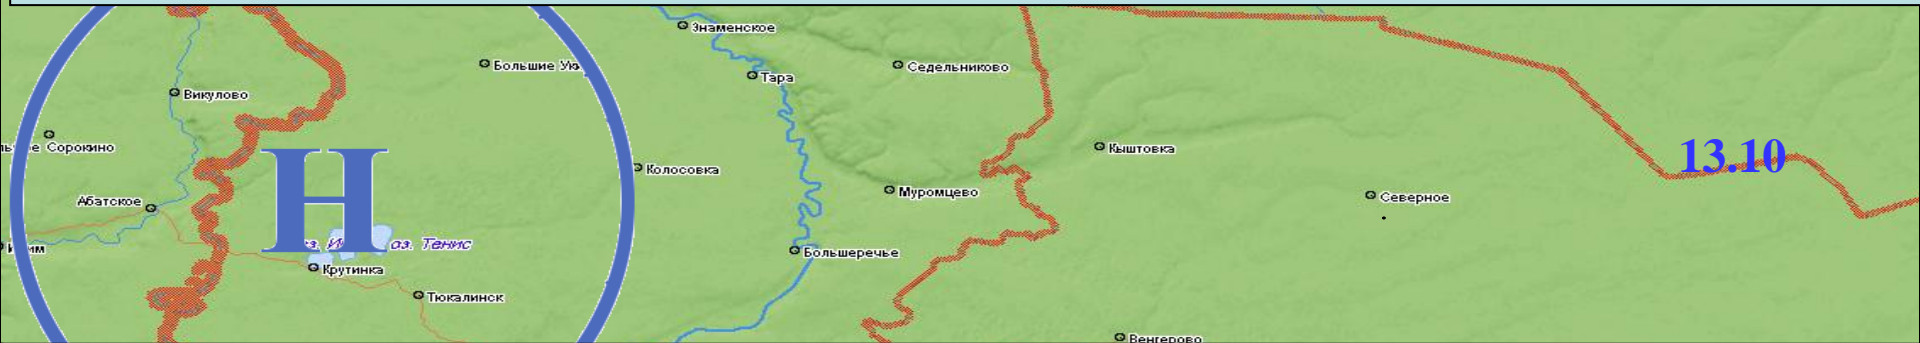 Знаменское
Большие Уки
Седельниково
Тара
Викулово
Сорокино
Кыштовка
13.10
Н
Колосовка
Муромцево
Северное
Абатское
оз. Тенис
Большеречье
Крутинка
Тюкалинск
Венгерово